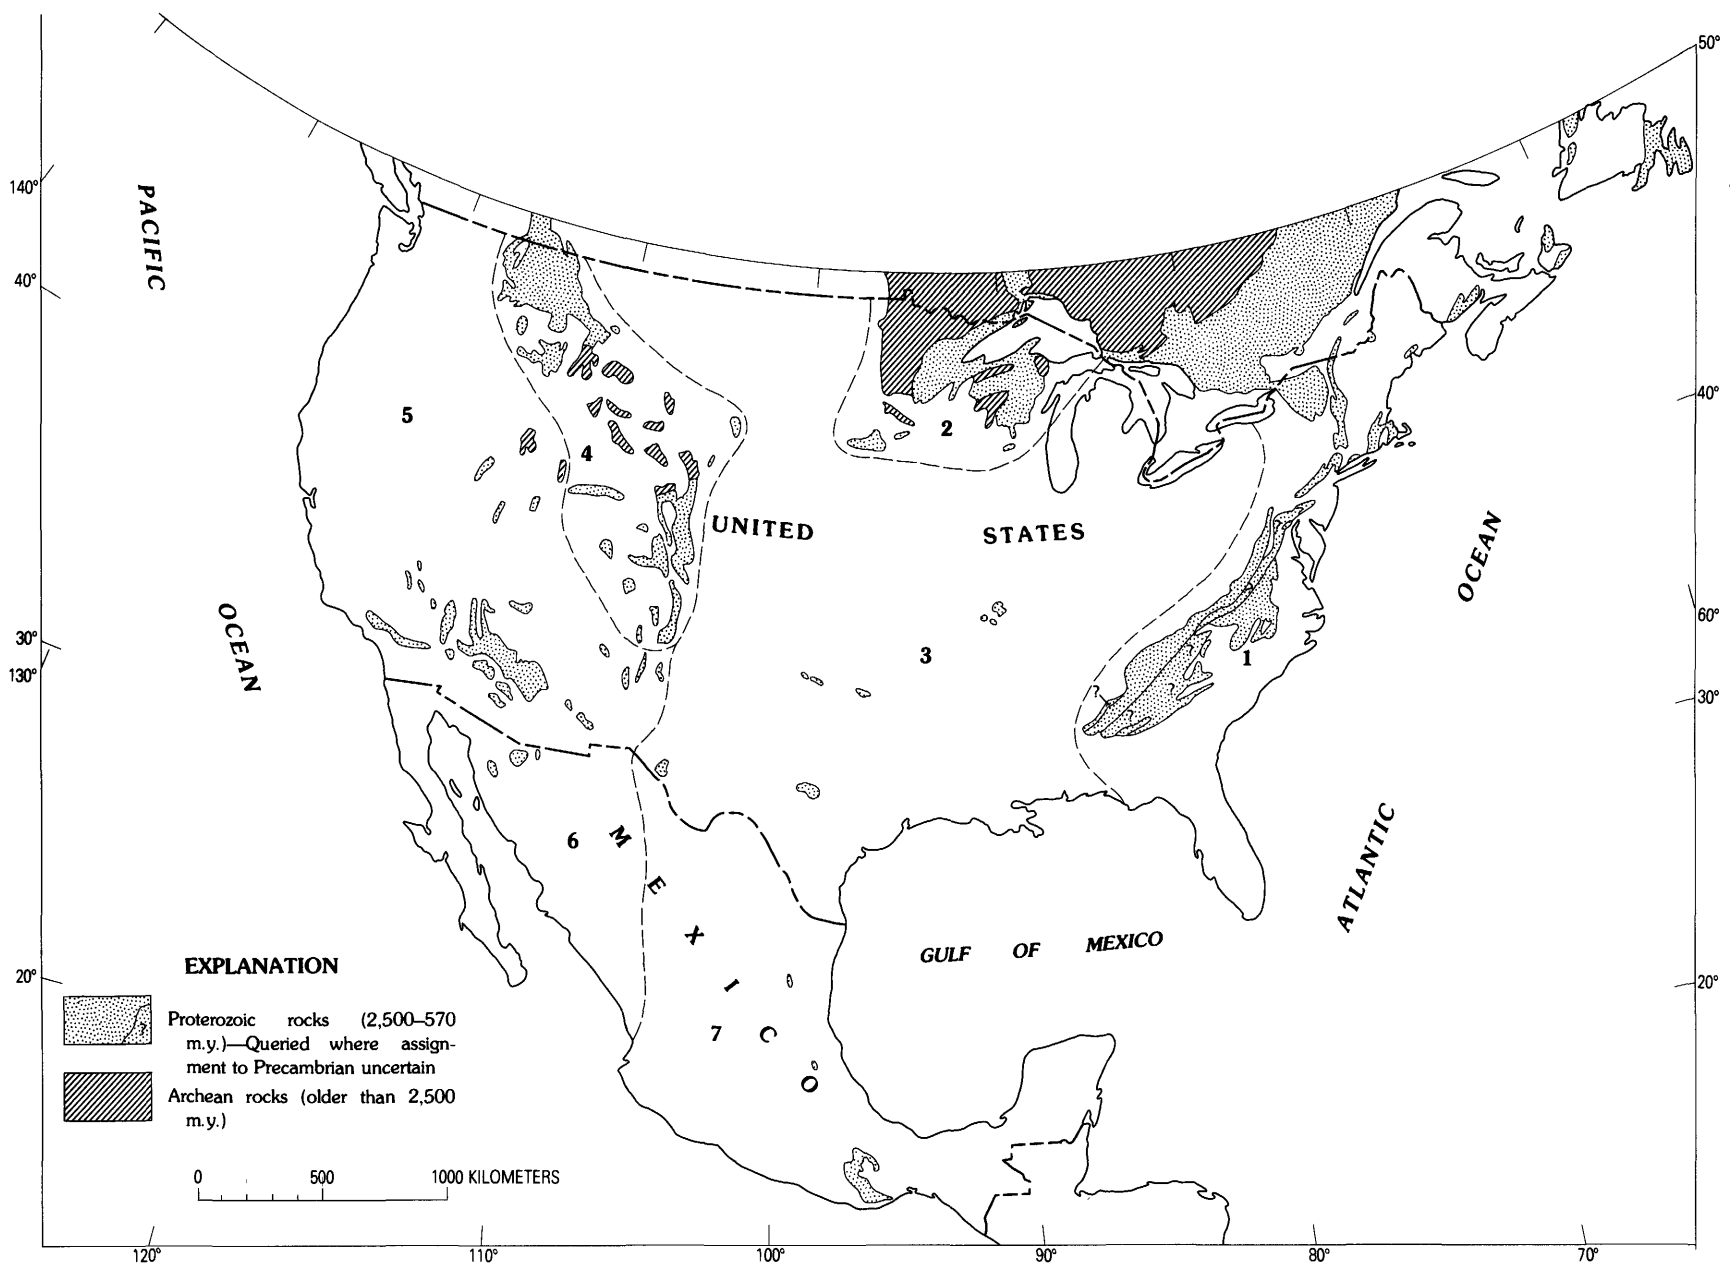 50°
140°
PACIFIC
40°
40°
5
2
4
UNITED STATES
OCEAN
OCEAN
60°
30°
130°
3
1
?
30°
6
MEXICO
ATLANTIC
GULF OF MEXICO
EXPLANATION
20°
20°
?
Proterozoic rocks (2,500–570
m.y.)—Queried where assign-
ment to Precambrian uncertain
7
Archean rocks (older than 2,500
m.y.)
0 500 1000 KILOMETERS
120° 110° 100° 90° 80° 70°